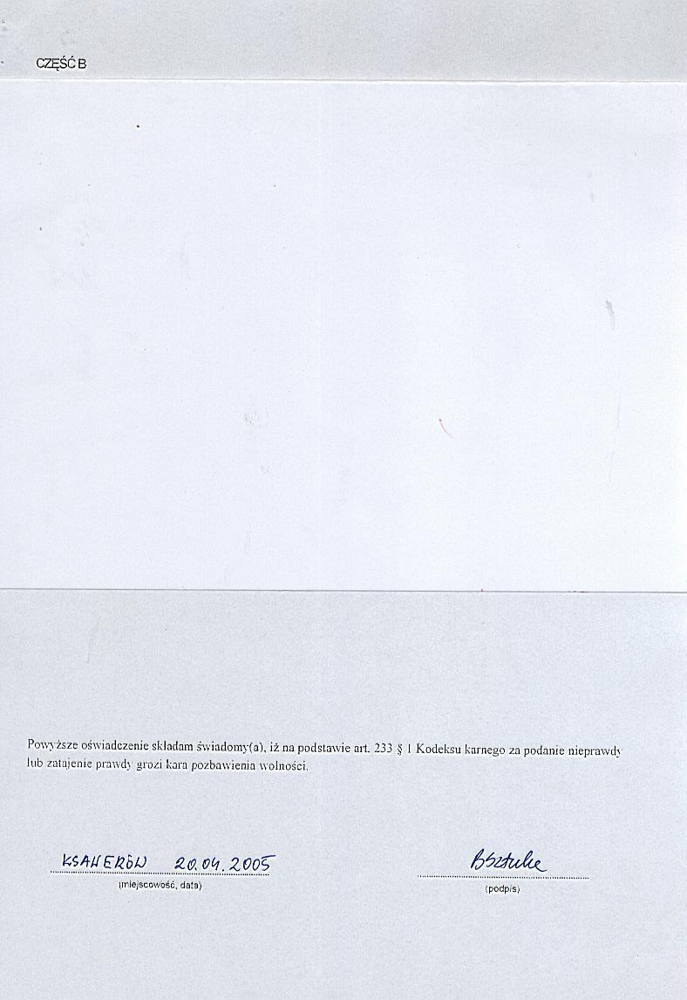 CZĘŚĆ B
Powyższe oświadczenie składam świadomy(a), iż na podstawie art. 233 § 1 Kodeksu karnego za podanie nieprawdy
lub zatajenie prawdy grozi kara pozbawienia wolności.
KSAWERÓW 20.04.2005
BSztuke
(miejscowość, data)
(podpis)